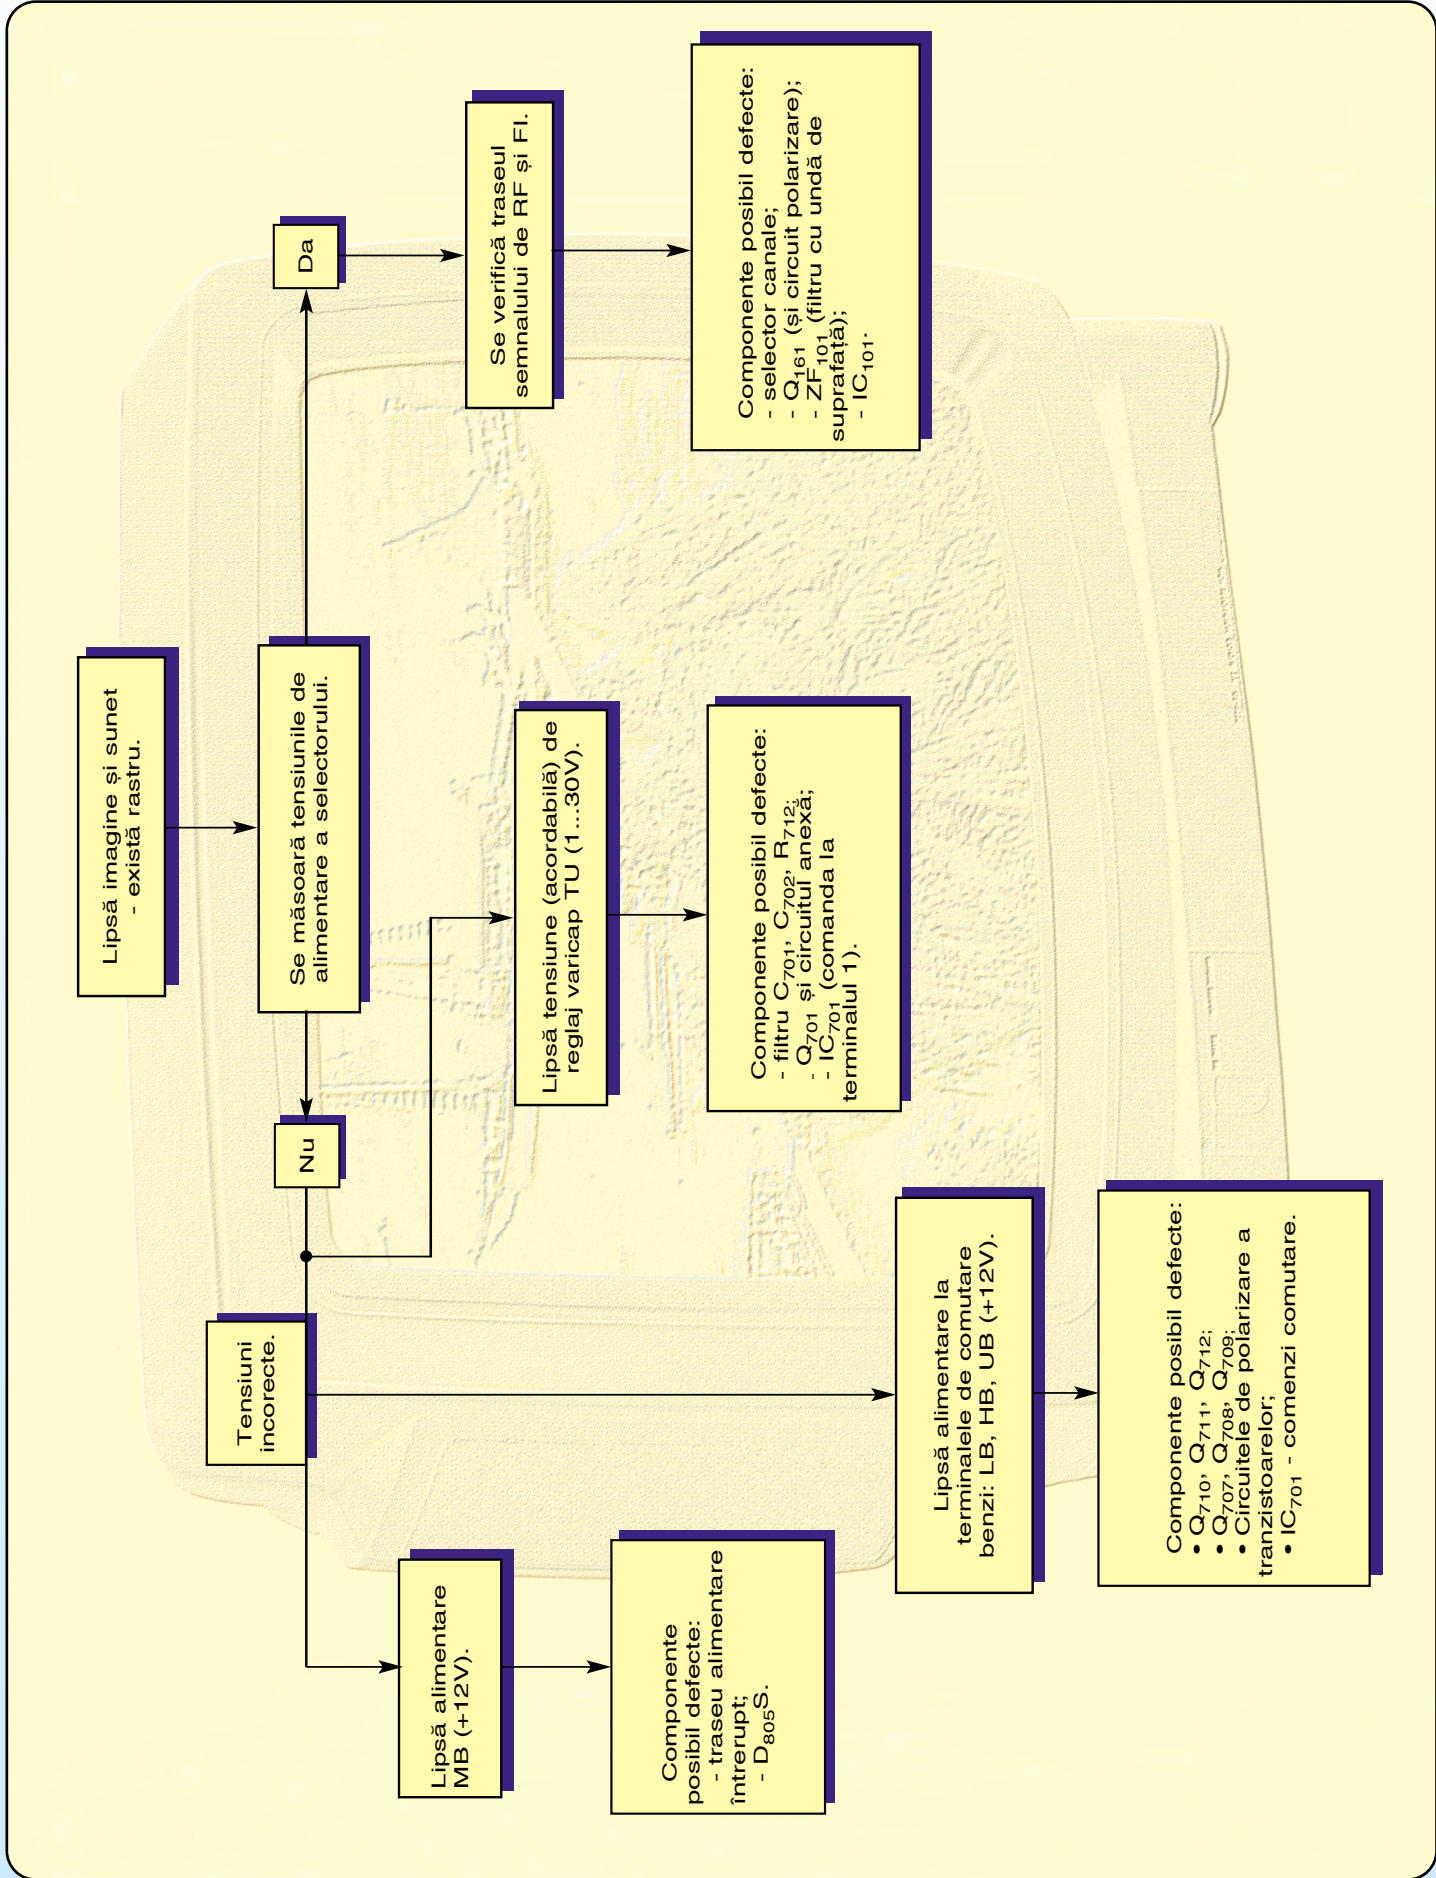 Lipsă imagine și sunet
- există rastru.
Se măsoară tensiunile de
alimentare a selectorului.
Nu
Da
Tensiuni
incorecte.
Lipsă alimentare
MB (+12V).
Componente
posibil defecte:
- traseu alimentare
întrerupt;
- D805S.
Lipsă alimentare la
terminalele de comutare
benzi: LB, HB, UB (+12V).
Componente posibil defecte:
• Q710, Q711, Q712;
• Q707, Q708, Q709;
• Circuitele de polarizare a
tranzistoarelor;
• IC701 - comenzi comutare.
Lipsă tensiune (acordabilă) de
reglaj varicap TU (1...30V).
Componente posibil defecte:
- filtru C701, C702, R712;
- Q701 și circuitul anexă;
- IC701 (comanda la
terminalul 1).
Se verifică traseul
semnalului de RF și FI.
Componente posibil defecte:
- selector canale;
- Q161 (și circuit polarizare);
- ZF101 (filtru cu undă de
suprafață);
- IC101.